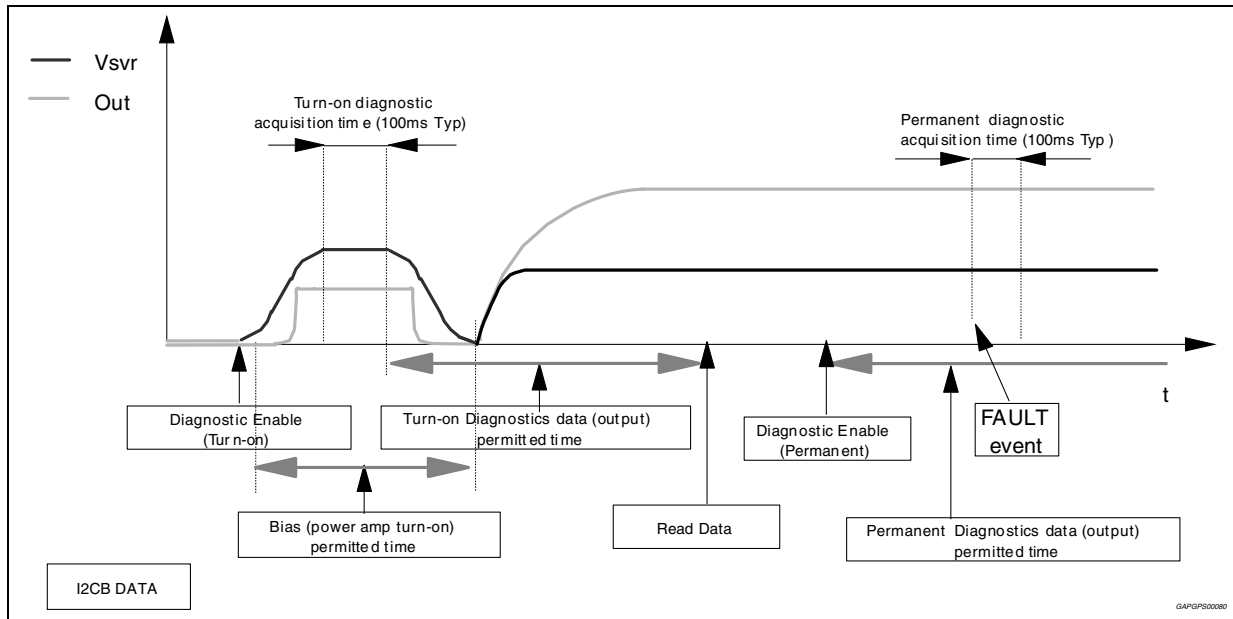 Vsvr
Out
Turn-on diagnostic
acquisition time (100ms Typ)
Permanent diagnostic
acquisition time (100ms Typ )
t
Diagnostic Enable
(Turn-on)
Turn-on Diagnostics data (output)
permitted time
Diagnostic Enable
(Permanent)
FAULT
event
Bias (power amp turn-on)
permitted time
Read Data
Permanent Diagnostics data (output)
permitted time
I2CB DATA
GAPGPS00080